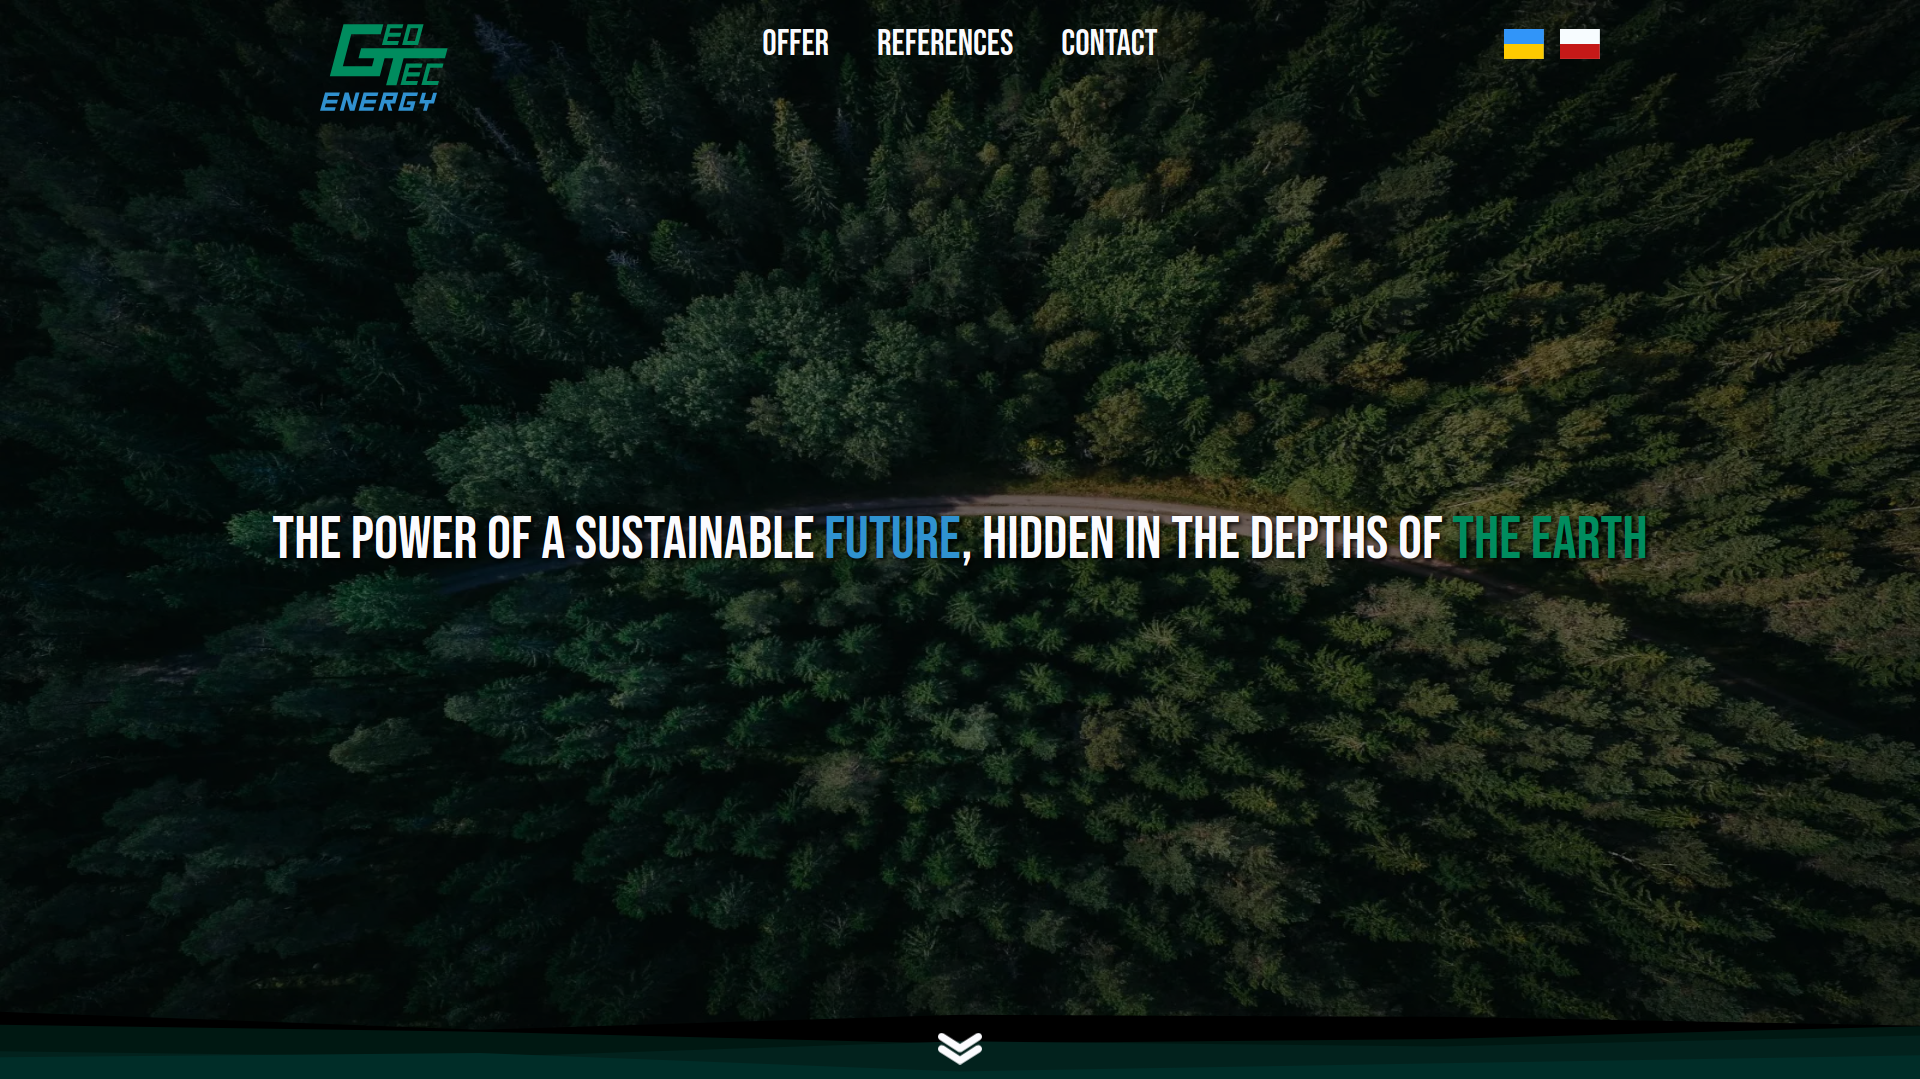 GEO
TEC
ENERGY
OFFER
REFERENCES
CONTACT
THE POWER OF A SUSTAINABLE FUTURE, HIDDEN IN THE DEPTHS OF THE EARTH